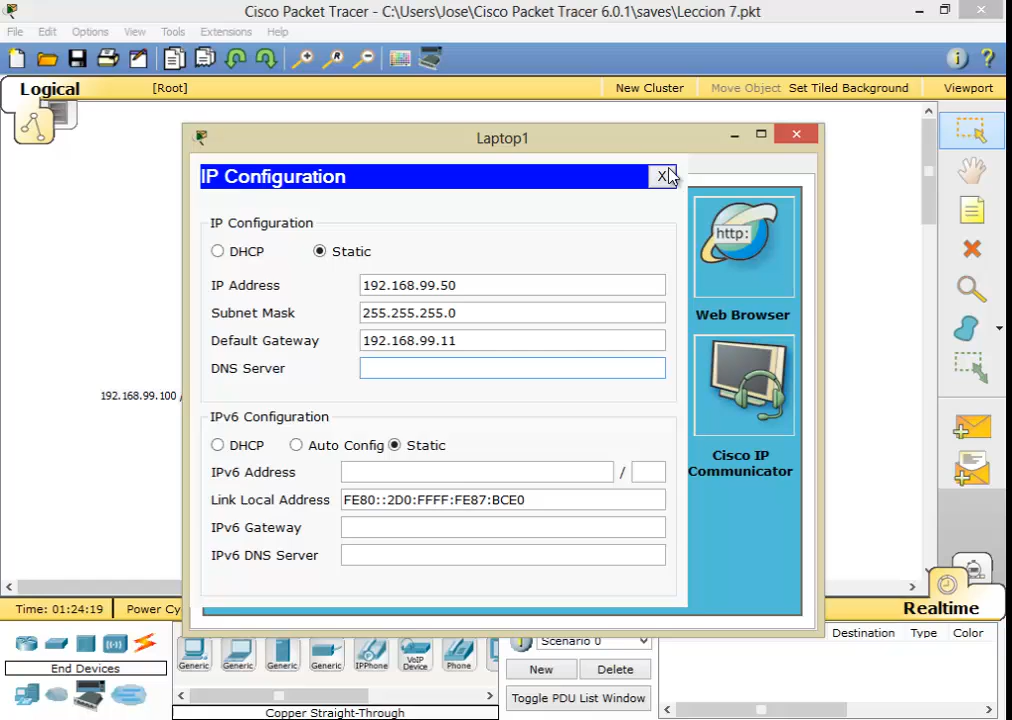 Cisco Packet Tracer - C:\Users\Jose\Cisco Packet Tracer 6.0.1\saves\Leccion 7.pkt
File Edit Options View Tools Extensions Help
Logical [Root] New Cluster Move Object Set Tiled Background Viewport
Laptop1
IP Configuration X
IP Configuration
DHCP Static
IP Address 192.168.99.50
Subnet Mask 255.255.255.0
Default Gateway 192.168.99.11
DNS Server
IPv6 Configuration
DHCP Auto Config Static
IPv6 Address /
Link Local Address FE80::2D0:FFFF:FE87:BCE0
IPv6 Gateway
IPv6 DNS Server
http:
Web Browser
Cisco IP
Communicator
192.168.99.100 /
Time: 01:24:19 Power Cy
Realtime
End Devices
Generic Generic Generic Generic IPPhone VoIP Device Phone
Copper Straight-Through
Scenario 0
New Delete
Toggle PDU List Window
Destination Type Color